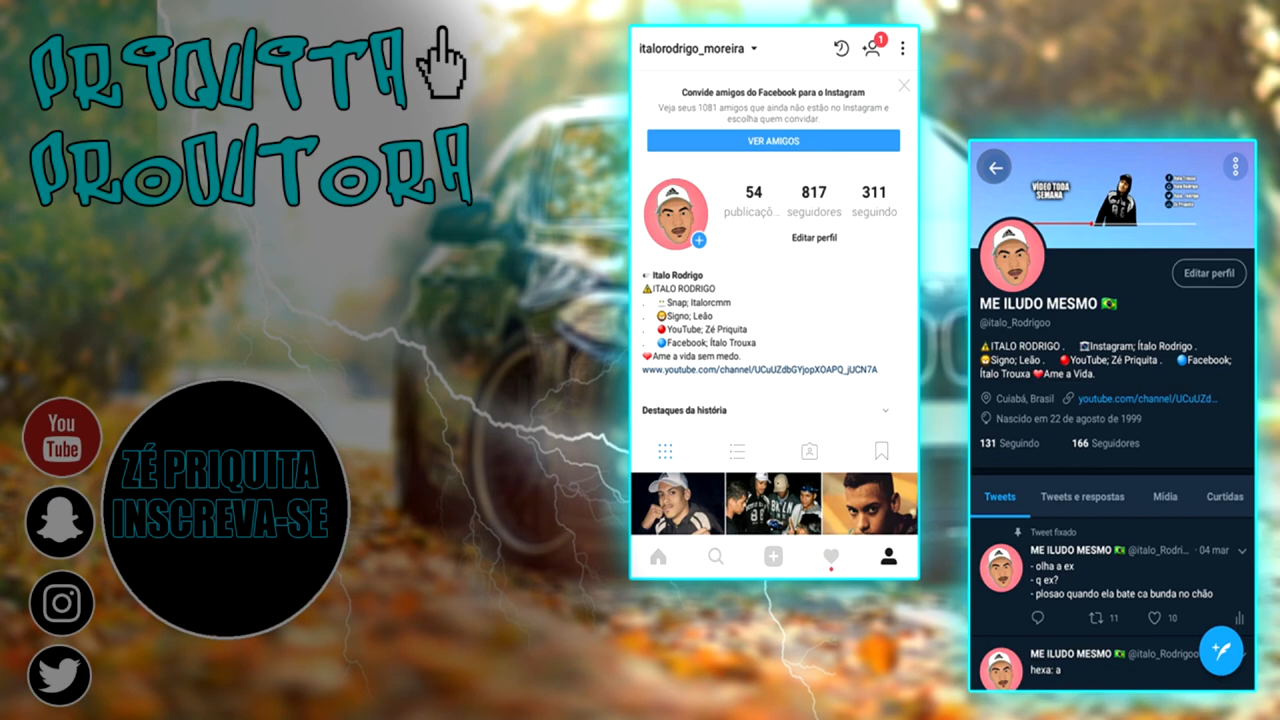 PRIQUITA
PRODUTORA
You
Tube
ZÉ PRIQUITA
INSCREVA-SE
italorodrigo_moreira
1
Convide amigos do Facebook para o Instagram
Veja seus 1081 amigos que ainda não estão no Instagram e
escolha quem convidar.
VER AMIGOS
54 817 311
publicaçõ... seguidores seguindo
Editar perfil
Italo Rodrigo
⚠ITALO RODRIGO
. Snap; Italorcmm
. Signo; Leão
. 🔴YouTube; Zé Priquita
. 🔵Facebook; Ítalo Trouxa
❤Ame a vida sem medo.
www.youtube.com/channel/UCuUZdbGYjopXOAPQ_jUCN7A
Destaques da história
VÍDEO TODA
SEMANA
Editar perfil
ME ILUDO MESMO 🇧🇷
@italo_Rodrigoo
⚠ITALO RODRIGO . 📷Instagram; Ítalo Rodrigo .
Signo; Leão . 🔴YouTube; Zé Priquita . 🔵Facebook;
Ítalo Trouxa ❤Ame a Vida.
Cuiabá, Brasil youtube.com/channel/UCuUZd...
Nascido em 22 de agosto de 1999
131 Seguindo 166 Seguidores
Tweets Tweets e respostas Mídia Curtidas
Tweet fixado
ME ILUDO MESMO 🇧🇷 @italo_Rodri... · 04 mar
- olha a ex
- q ex?
- plosao quando ela bate ca bunda no chão
11 10
ME ILUDO MESMO 🇧🇷 @italo_Rodrigoo
hexa: a